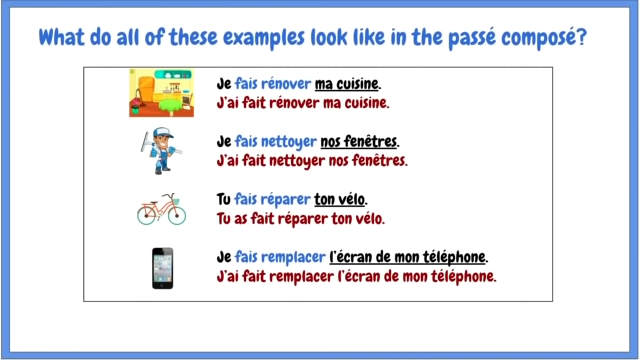 What do all of these examples look like in the passé composé?
Je fais rénover ma cuisine.
J'ai fait rénover ma cuisine.
Je fais nettoyer nos fenêtres.
J'ai fait nettoyer nos fenêtres.
Tu fais réparer ton vélo.
Tu as fait réparer ton vélo.
Je fais remplacer l'écran de mon téléphone.
J'ai fait remplacer l'écran de mon téléphone.